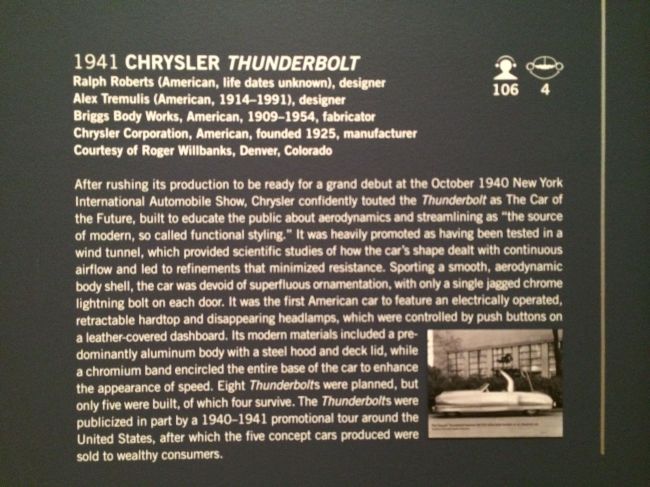 1941 CHRYSLER THUNDERBOLT
Ralph Roberts (American, life dates unknown), designer
Alex Tremulis (American, 1914–1991), designer
Briggs Body Works, American, 1909–1954, fabricator
Chrysler Corporation, American, founded 1925, manufacturer
Courtesy of Roger Willbanks, Denver, Colorado
106 4
After rushing its production to be ready for a grand debut at the October 1940 New York
International Automobile Show, Chrysler confidently touted the Thunderbolt as The Car of
the Future, built to educate the public about aerodynamics and streamlining as “the source
of modern, so called functional styling.” It was heavily promoted as having been tested in a
wind tunnel, which provided scientific studies of how the car’s shape dealt with continuous
airflow and led to refinements that minimized resistance. Sporting a smooth, aerodynamic
body shell, the car was devoid of superfluous ornamentation, with only a single jagged chrome
lightning bolt on each door. It was the first American car to feature an electrically operated,
retractable hardtop and disappearing headlamps, which were controlled by push buttons on
a leather-covered dashboard. Its modern materials included a pre-
dominantly aluminum body with a steel hood and deck lid, while
a chromium band encircled the entire base of the car to enhance
the appearance of speed. Eight Thunderbolts were planned, but
only five were built, of which four survive. The Thunderbolts were
publicized in part by a 1940–1941 promotional tour around the
United States, after which the five concept cars produced were
sold to wealthy consumers.